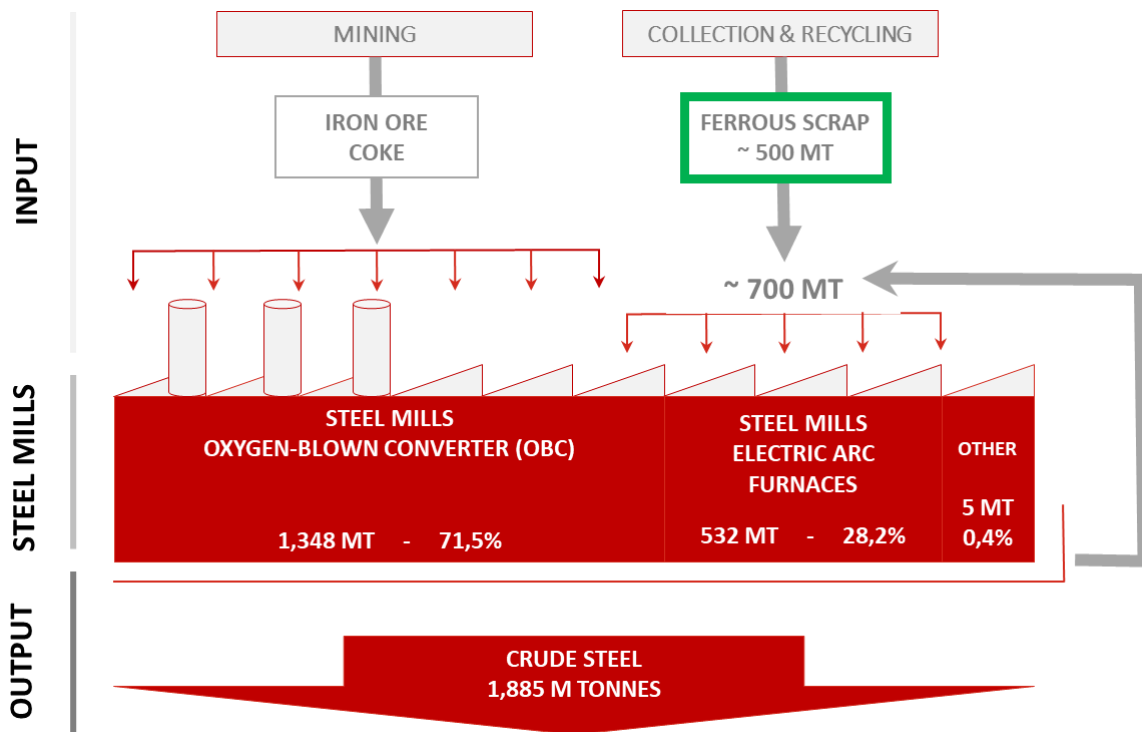 MINING
COLLECTION & RECYCLING
INPUT
IRON ORE
COKE
FERROUS SCRAP
~ 500 MT
~ 700 MT
STEEL MILLS
STEEL MILLS
OXYGEN-BLOWN CONVERTER (OBC)
1,348 MT - 71,5%
STEEL MILLS
ELECTRIC ARC
FURNACES
532 MT - 28,2%
OTHER
5 MT
0,4%
OUTPUT
CRUDE STEEL
1,885 M TONNES